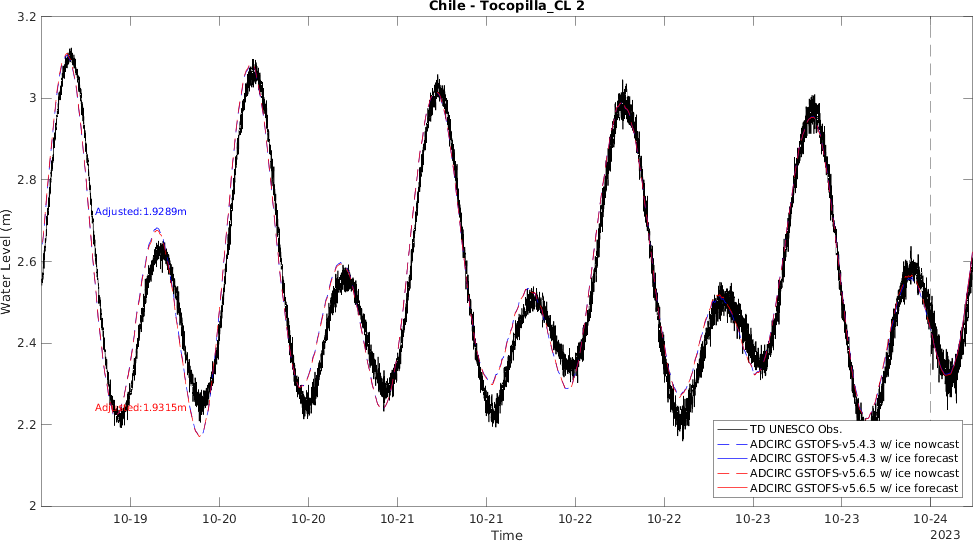 Chile - Tocopilla_CL 2
3.2
3
2.8
2.6
2.4
2.2
2
Water Level (m)
Adjusted:1.9289m
Adjusted:1.9315m
TD UNESCO Obs.
ADCIRC GSTOFS-v5.4.3 w/ ice nowcast
ADCIRC GSTOFS-v5.4.3 w/ ice forecast
ADCIRC GSTOFS-v5.6.5 w/ ice nowcast
ADCIRC GSTOFS-v5.6.5 w/ ice forecast
10-19 10-20 10-20 10-21 10-21 10-22 10-22 10-23 10-23 10-24
Time
2023